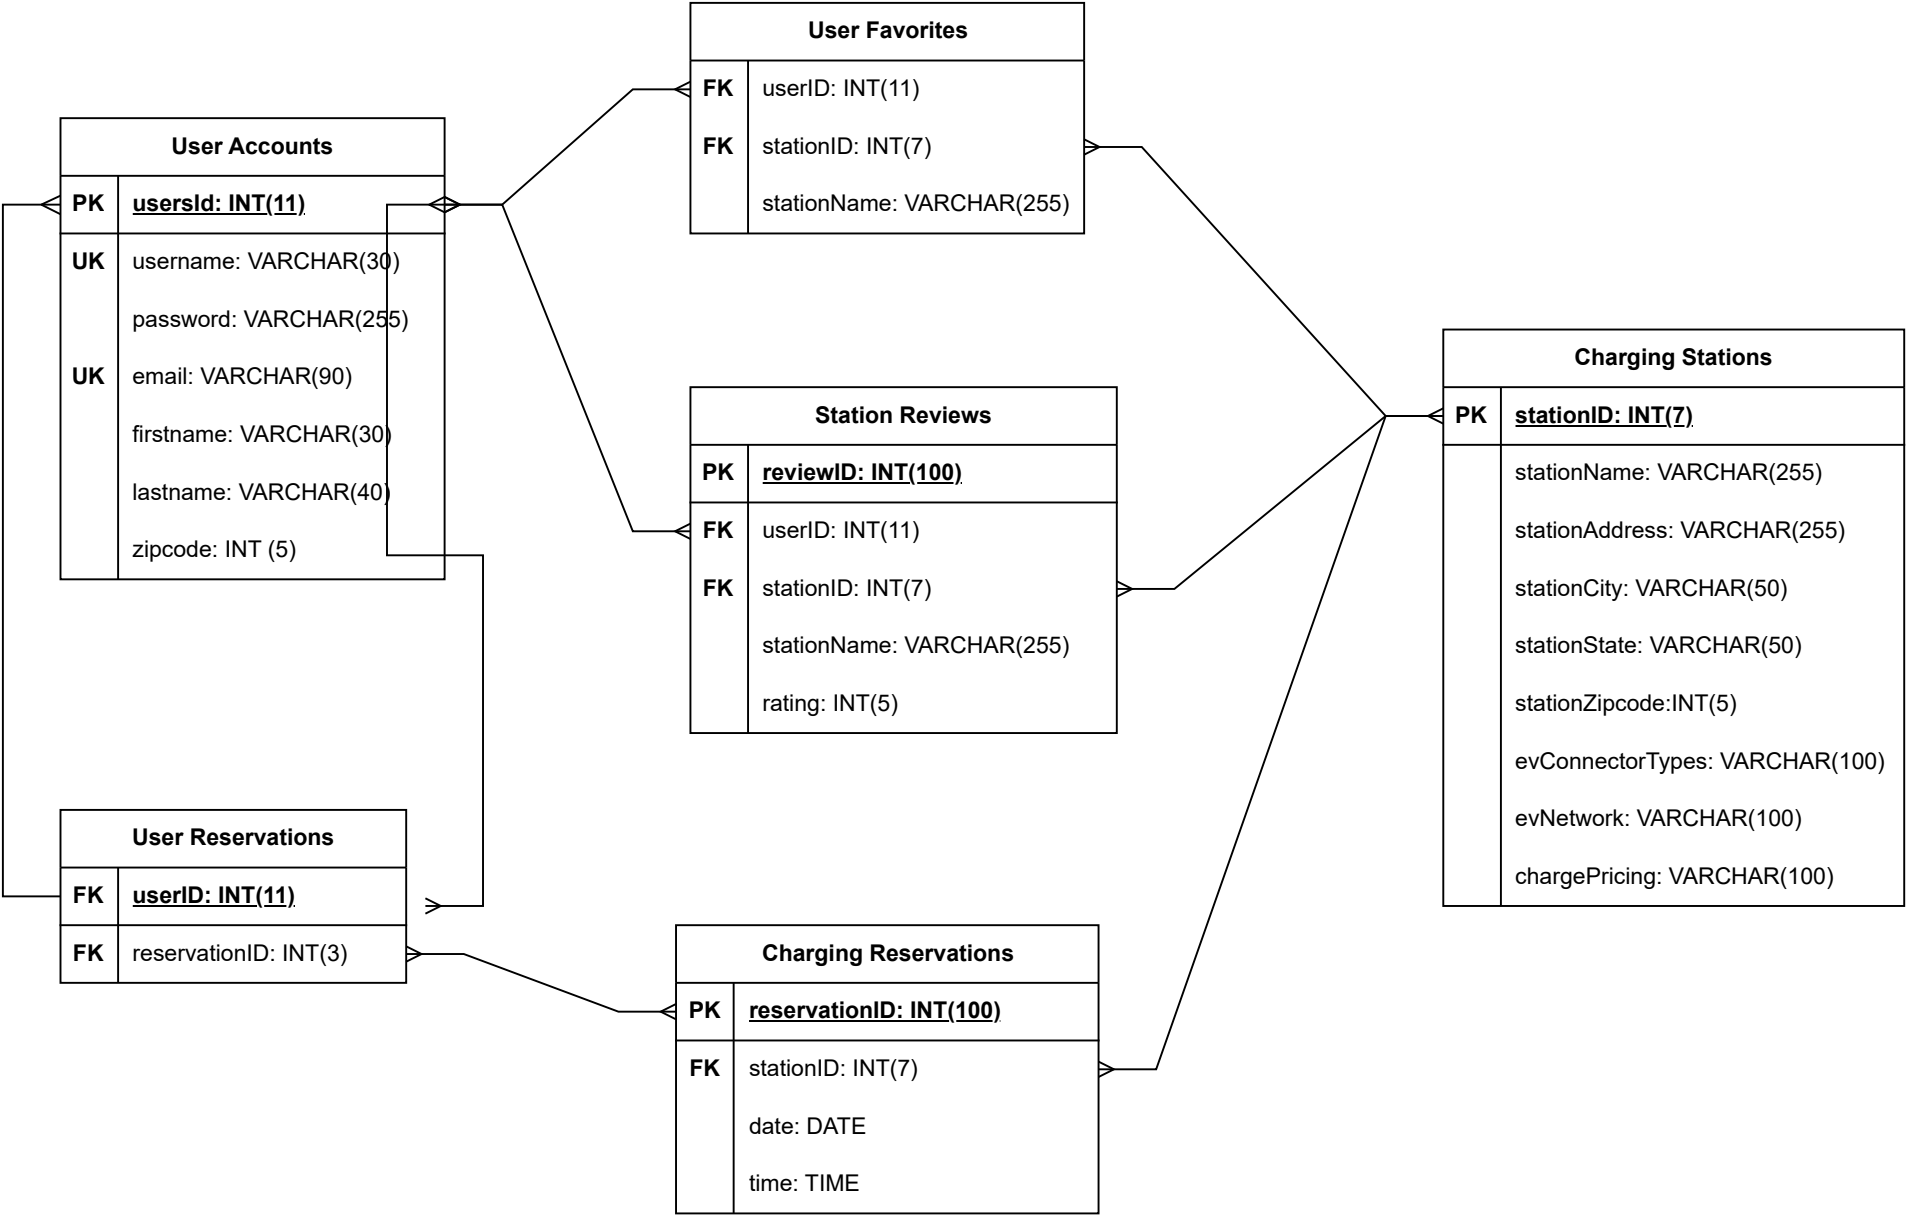 User Favorites
FK userID: INT(11)
FK stationID: INT(7)
stationName: VARCHAR(255)
User Accounts
PK usersId: INT(11)
UK username: VARCHAR(30)
password: VARCHAR(255)
UK email: VARCHAR(90)
firstname: VARCHAR(30)
lastname: VARCHAR(40)
zipcode: INT (5)
Station Reviews
PK reviewID: INT(100)
FK userID: INT(11)
FK stationID: INT(7)
stationName: VARCHAR(255)
rating: INT(5)
Charging Stations
PK stationID: INT(7)
stationName: VARCHAR(255)
stationAddress: VARCHAR(255)
stationCity: VARCHAR(50)
stationState: VARCHAR(50)
stationZipcode:INT(5)
evConnectorTypes: VARCHAR(100)
evNetwork: VARCHAR(100)
chargePricing: VARCHAR(100)
User Reservations
FK userID: INT(11)
FK reservationID: INT(3)
Charging Reservations
PK reservationID: INT(100)
FK stationID: INT(7)
date: DATE
time: TIME